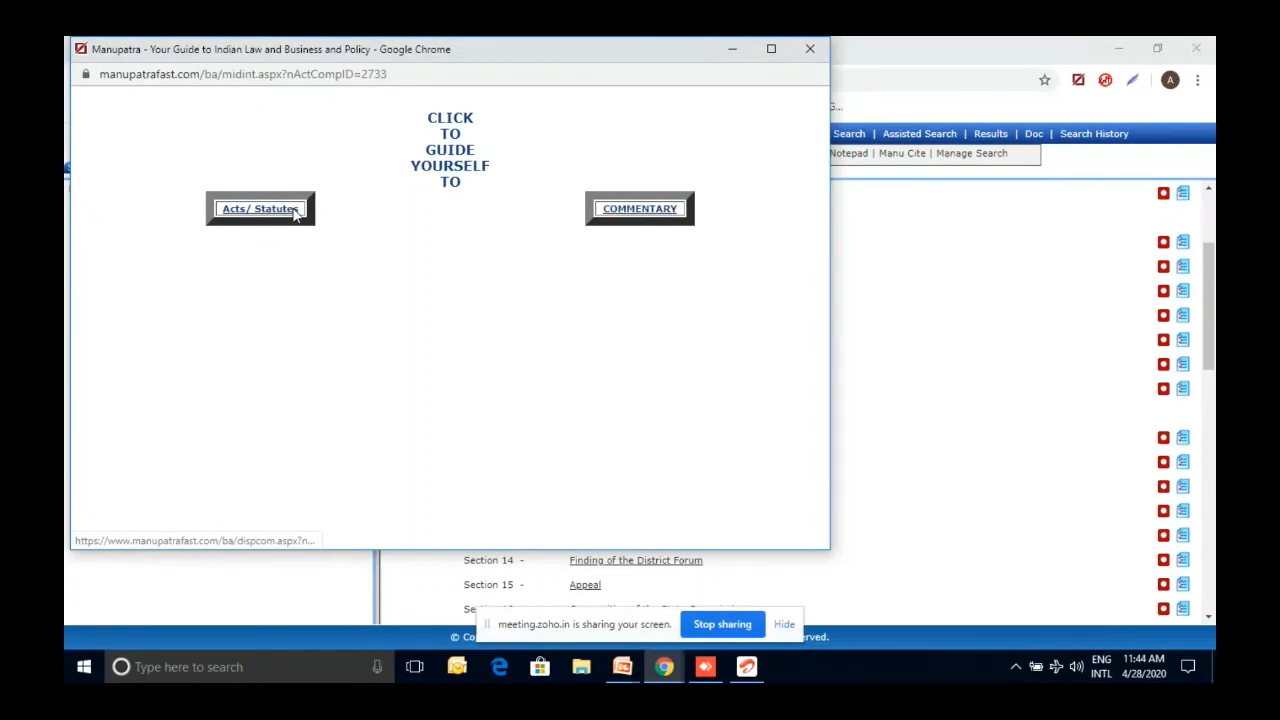 Manupatra - Your Guide to Indian Law and Business and Policy - Google Chrome
manupatrafast.com/ba/midint.aspx?nActCompID=2733
A
G...
CLICK
TO
GUIDE
YOURSELF
TO
Search | Assisted Search | Results | Doc | Search History
Notepad | Manu Cite | Manage Search
Acts/ Statutes
COMMENTARY
https://www.manupatrafast.com/ba/dispcom.aspx?n...
Section 14 - Finding of the District Forum
Section 15 - Appeal
meeting.zoho.in is sharing your screen. Stop sharing Hide
© Co
erved.
Type here to search
ENG 11:44 AM
INTL 4/28/2020